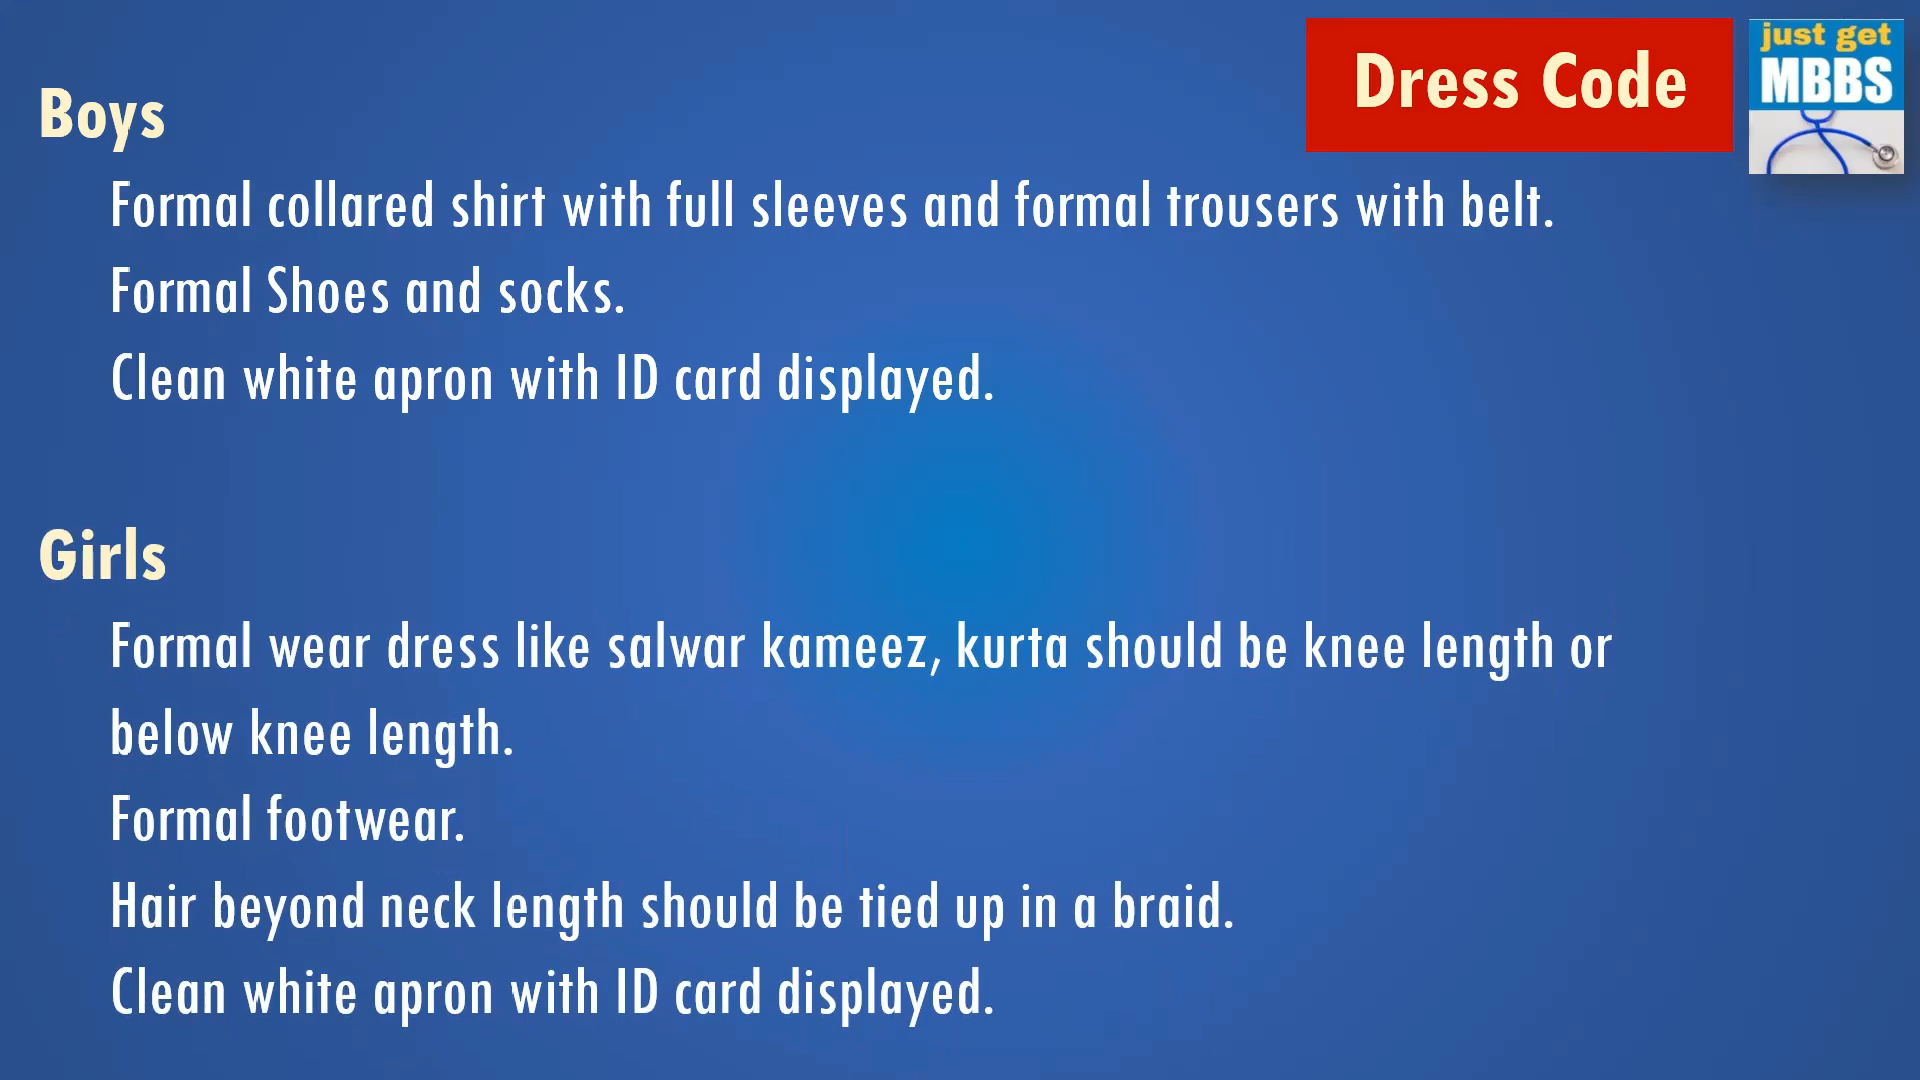 Dress Code
just get
MBBS
Boys
Formal collared shirt with full sleeves and formal trousers with belt.
Formal Shoes and socks.
Clean white apron with ID card displayed.
Girls
Formal wear dress like salwar kameez, kurta should be knee length or
below knee length.
Formal footwear.
Hair beyond neck length should be tied up in a braid.
Clean white apron with ID card displayed.